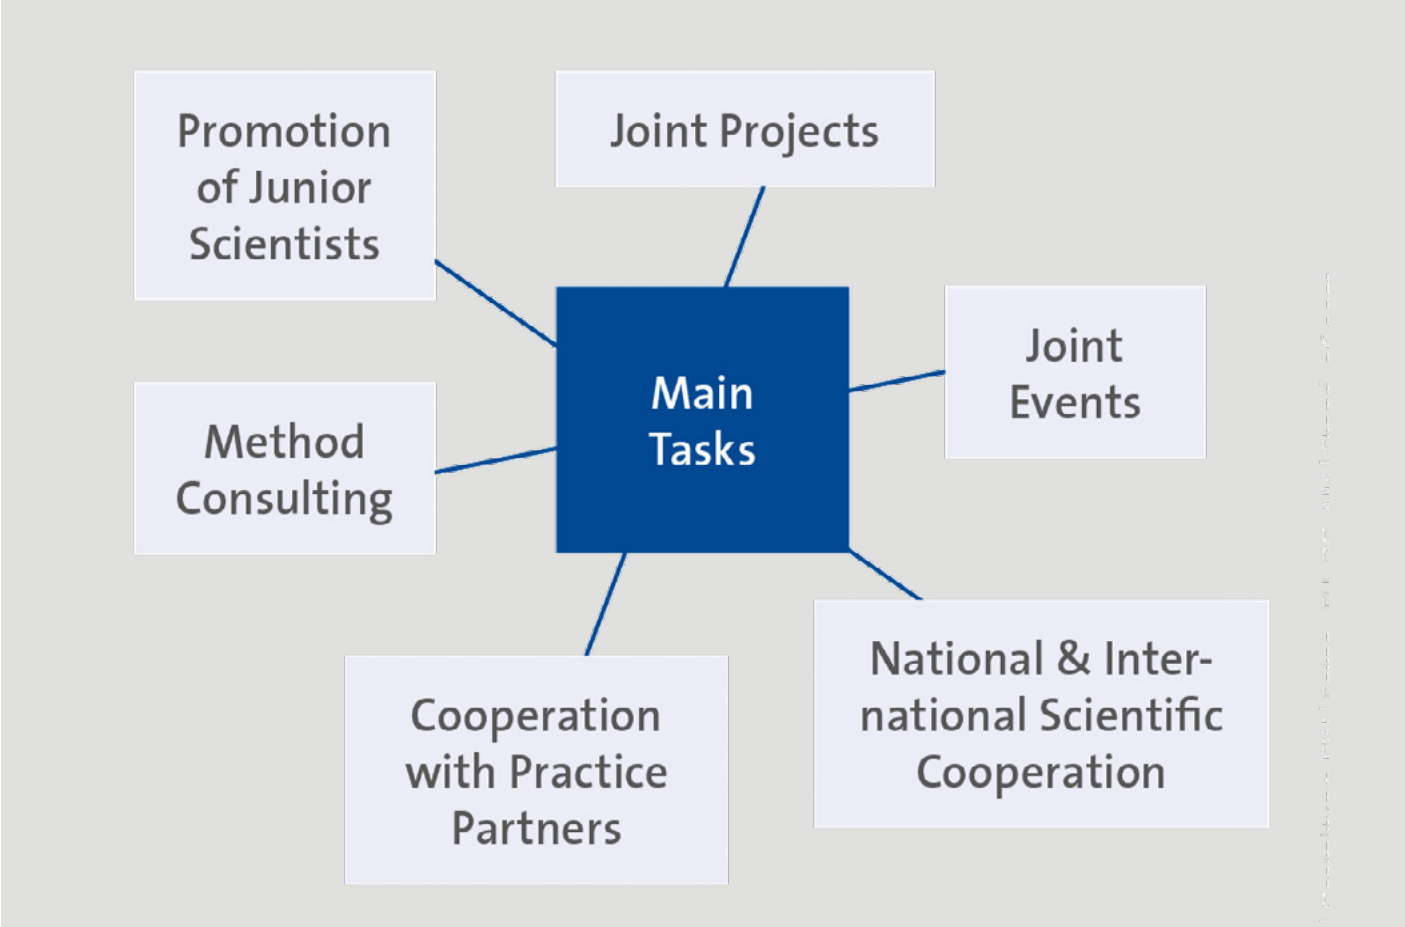 Promotion
of Junior
Scientists
Joint Projects
Main
Tasks
Joint
Events
Method
Consulting
Cooperation
with Practice
Partners
National & Inter-
national Scientific
Cooperation